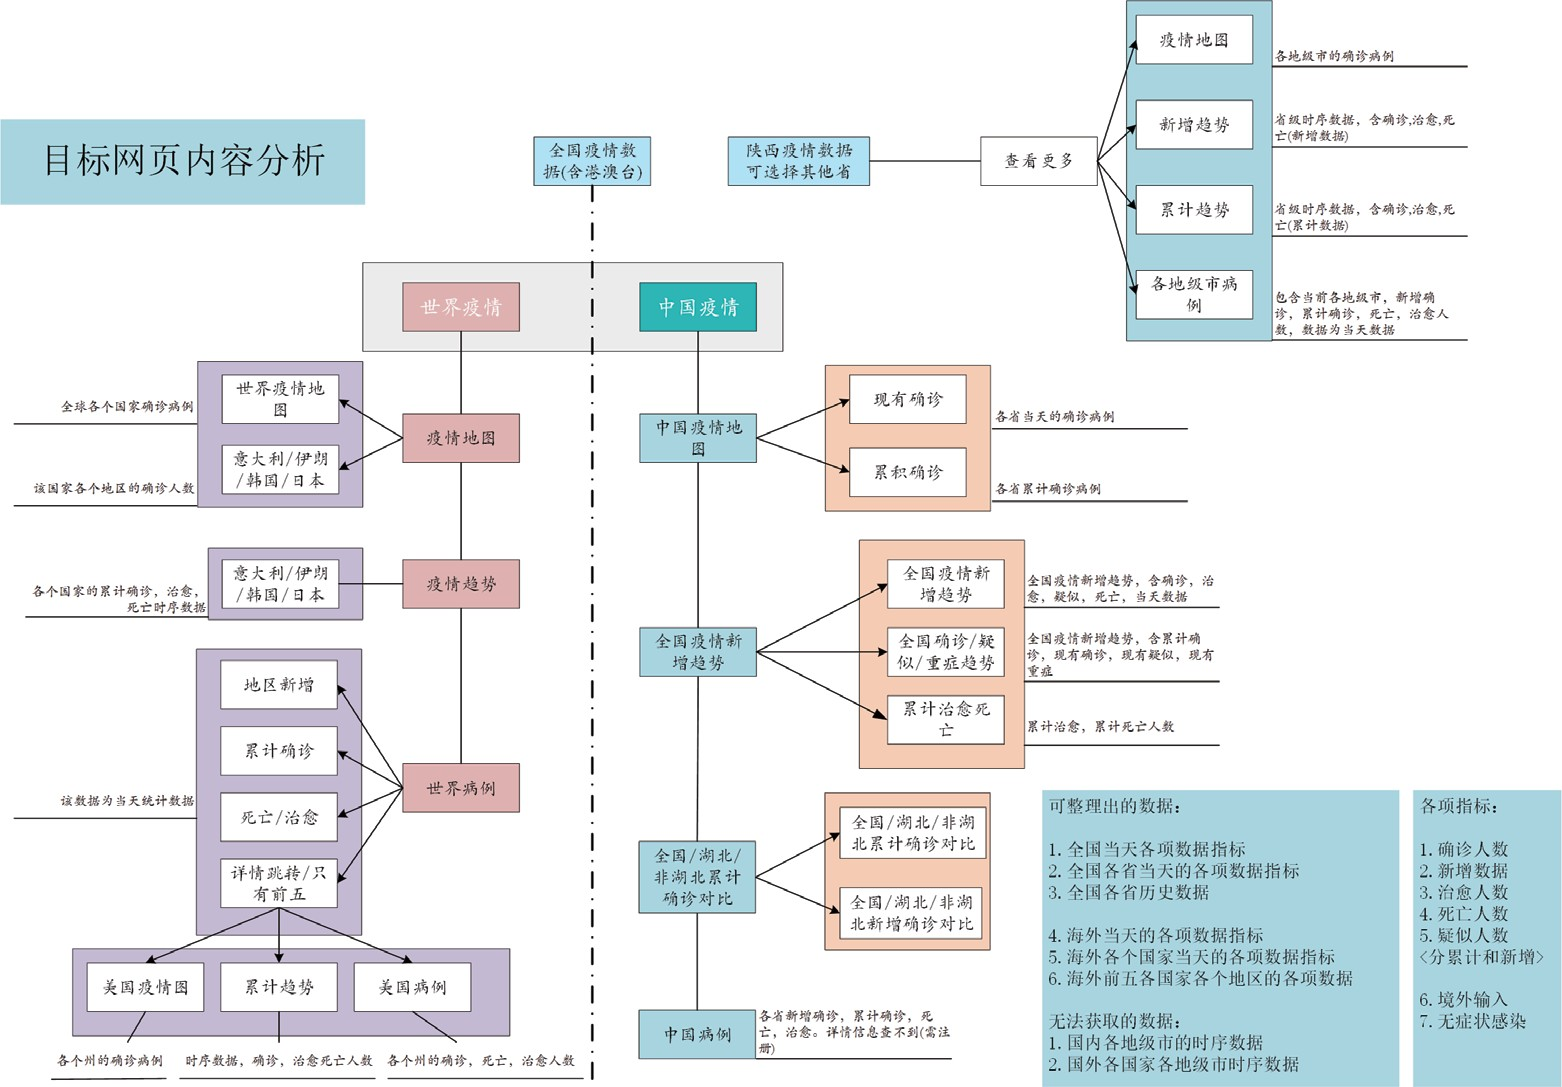 目标网页内容分析
全国疫情数
据(含港澳台)
陕西疫情数据
可选择其他省
查看更多
疫情地图
各地级市的确诊病例
新增趋势
省级时序数据，含确诊,治愈,死
亡(新增数据)
累计趋势
省级时序数据，含确诊,治愈,死
亡(累计数据)
各地级市病
例
包含当前各地级市，新增确
诊，累计确诊，死亡，治愈人
数，数据为当天数据
世界疫情
中国疫情
世界疫情地
图
全球各个国家确诊病例
意大利/伊朗
/韩国/日本
该国家各个地区的确诊人数
疫情地图
意大利/伊朗
/韩国/日本
各个国家的累计确诊，治愈，
死亡时序数据
疫情趋势
地区新增
累计确诊
死亡/治愈
详情跳转/只
有前五
该数据为当天统计数据
世界病例
美国疫情图
累计趋势
美国病例
各个州的确诊病例
时序数据，确诊，治愈死亡人数
各个州的确诊，死亡，治愈人数
中国疫情地
图
现有确诊
各省当天的确诊病例
累积确诊
各省累计确诊病例
全国疫情新
增趋势
全国疫情新
增趋势
全国疫情新增趋势，含确诊，治
愈，疑似，死亡，当天数据
全国确诊/疑
似/重症趋势
全国疫情新增趋势，含累计确
诊，现有确诊，现有疑似，现有
重症
累计治愈死
亡
累计治愈，累计死亡人数
全国/湖北/
非湖北累计
确诊对比
全国/湖北/非湖
北累计确诊对比
全国/湖北/非湖
北新增确诊对比
中国病例
各省新增确诊，累计确诊，死
亡，治愈。详情信息查不到(需注
册)
可整理出的数据：
1. 全国当天各项数据指标
2. 全国各省当天的各项数据指标
3. 全国各省历史数据
4. 海外当天的各项数据指标
5. 海外各个国家当天的各项数据指标
6. 海外前五各国家各个地区的各项数据
无法获取的数据：
1. 国内各地级市的时序数据
2. 国外各国家各地级市时序数据
各项指标：
1. 确诊人数
2. 新增数据
3. 治愈人数
4. 死亡人数
5. 疑似人数
<分累计和新增>
6. 境外输入
7. 无症状感染